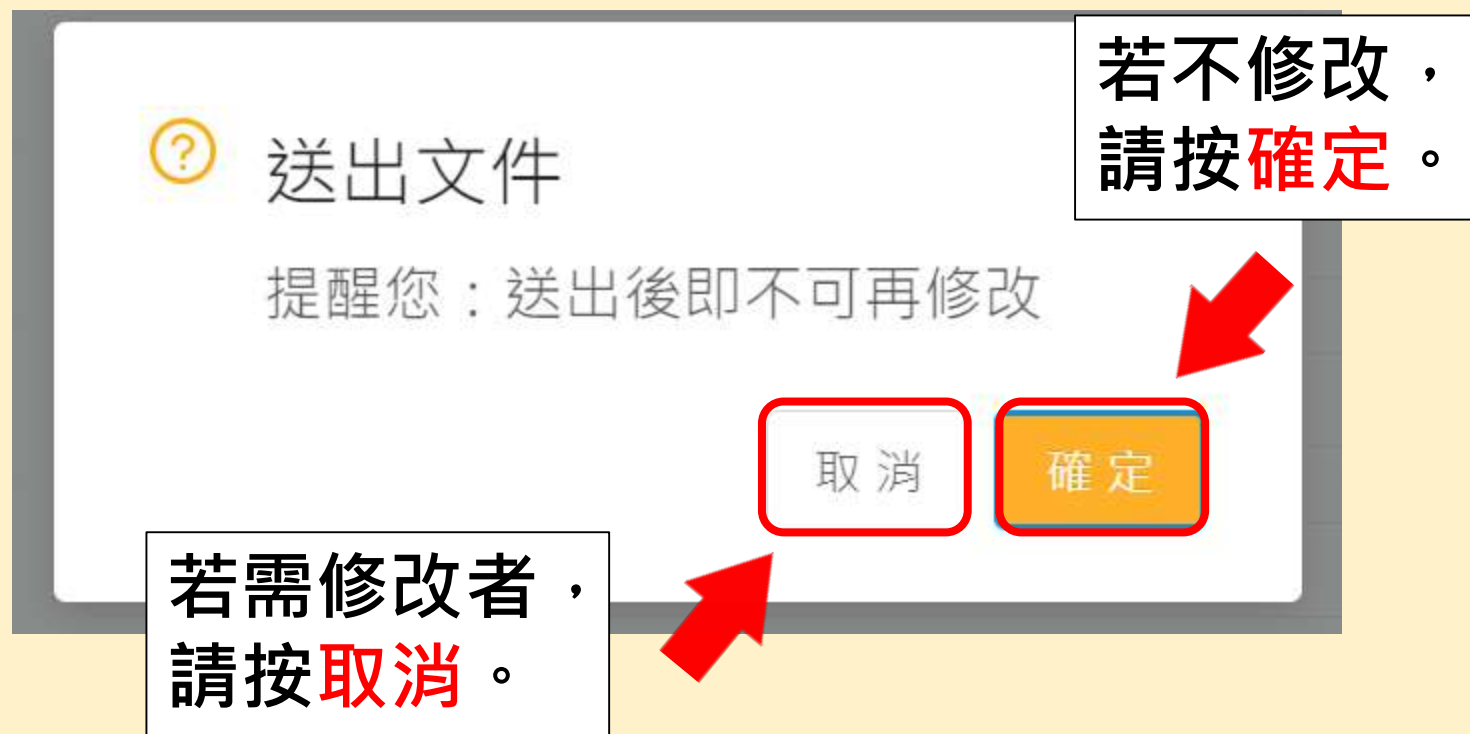 若不修改，
請按確定。
?
送出文件
提醒您：送出後即不可再修改
取消
確定
若需修改者，
請按取消。